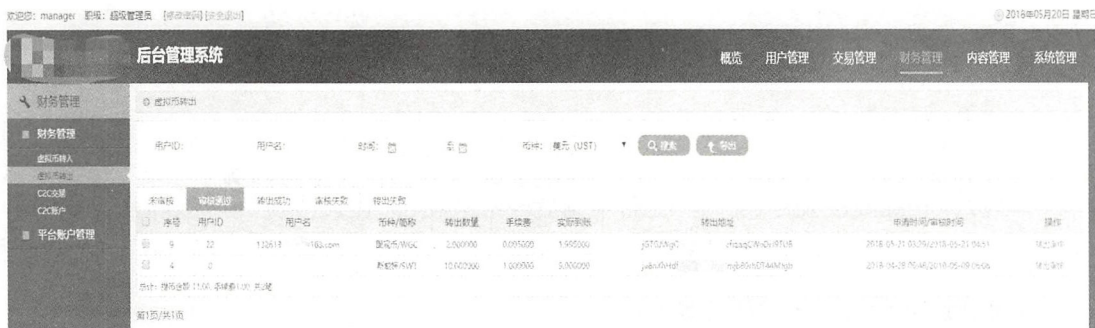 欢迎您: manager 职级: 超级管理员 [修改密码] [安全退出]
2018年05月20日 星期日
后台管理系统
概览 用户管理 交易管理 财务管理 内容管理 系统管理
财务管理
财务管理
虚拟币转入
虚拟币转出
C2C交易
C2C账户
平台账户管理
虚拟币转出
用户ID: 用户名: 时间: 至 币种: 美元 (UST) 搜索 导出
未审核 审核通过 转出成功 审核失败 转出失败
序号 用户ID 用户名 币种/简称 转出数量 手续费 实际到账 转出地址 申请时间/审核时间 操作
9 22 2.000000 0.005000 1.995000
4 0 10.000000 1.000000 9.000000
第1页/共1页